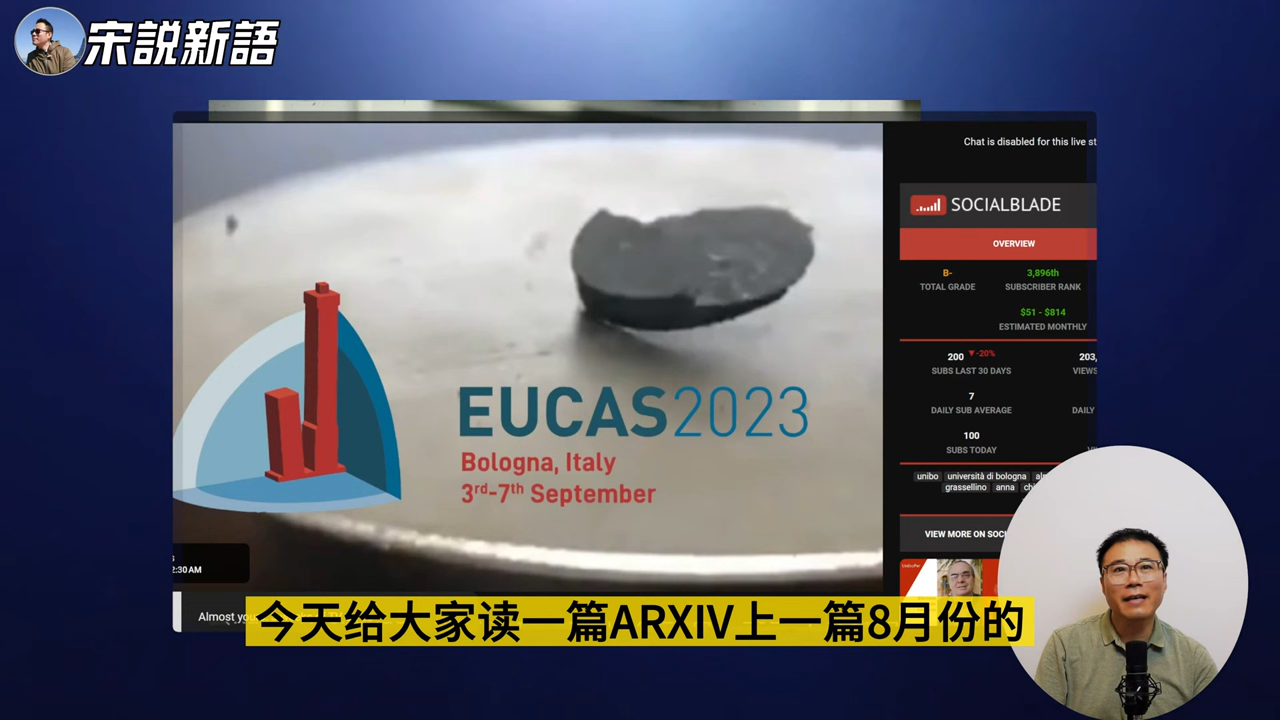 宋説新語
Chat is disabled for this live st
SOCIALBLADE
OVERVIEW
B-
TOTAL GRADE
3,896th
SUBSCRIBER RANK
$51 - $814
ESTIMATED MONTHLY
200 ▼-20%
SUBS LAST 30 DAYS
203,
VIEWS
7
DAILY SUB AVERAGE
DAILY
100
SUBS TODAY
unibo università di bologna
grassellino anna
VIEW MORE ON SOCI
EUCAS2023
Bologna, Italy
3rd-7th September
2:30 AM
Almost
今天给大家读一篇ARXIV上一篇8月份的